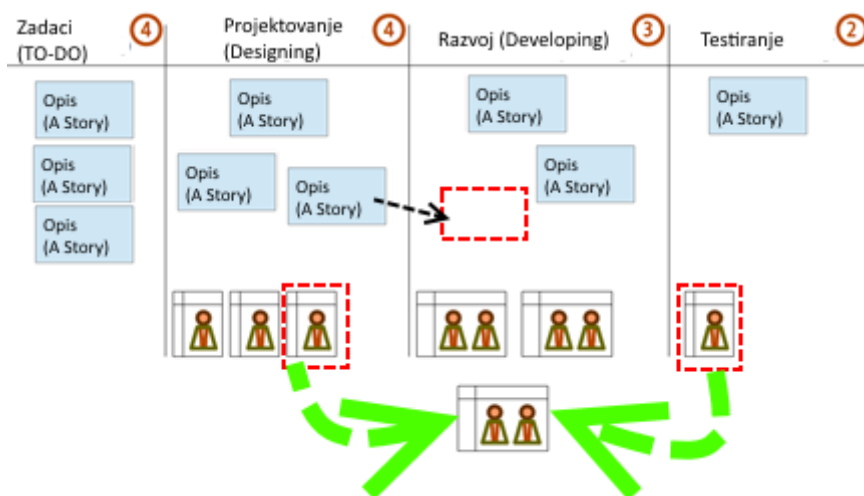 Zadaci
(TO-DO)
4
Projektovanje
(Designing)
4
Razvoj (Developing)
3
Testiranje
2
Opis
(A Story)
Opis
(A Story)
Opis
(A Story)
Opis
(A Story)
Opis
(A Story)
Opis
(A Story)
Opis
(A Story)
Opis
(A Story)
Opis
(A Story)